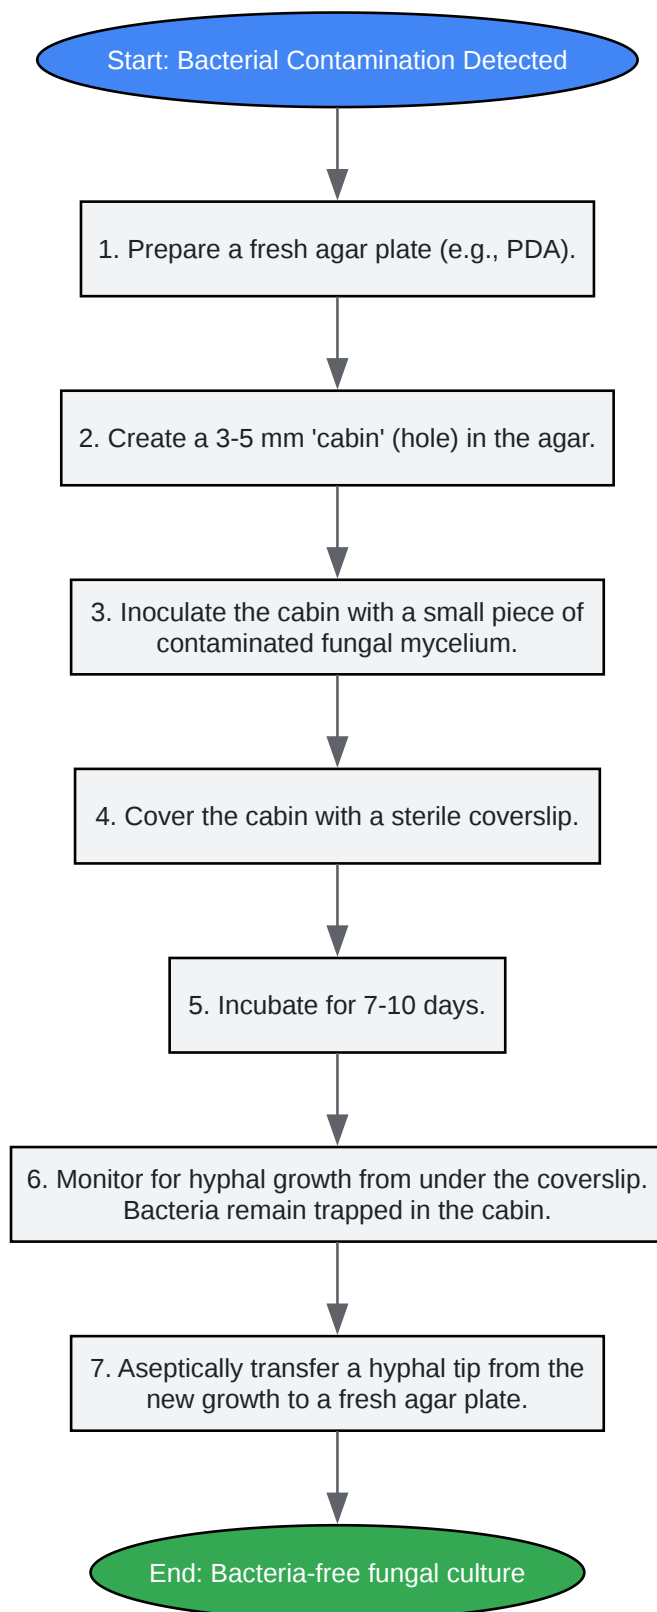 Start: Bacterial Contamination Detected
1. Prepare a fresh agar plate (e.g., PDA).
2. Create a 3-5 mm 'cabin' (hole) in the agar.
3. Inoculate the cabin with a small piece of
contaminated fungal mycelium.
4. Cover the cabin with a sterile coverslip.
5. Incubate for 7-10 days.
6. Monitor for hyphal growth from under the coverslip.
Bacteria remain trapped in the cabin.
7. Aseptically transfer a hyphal tip from the
new growth to a fresh agar plate.
End: Bacteria-free fungal culture